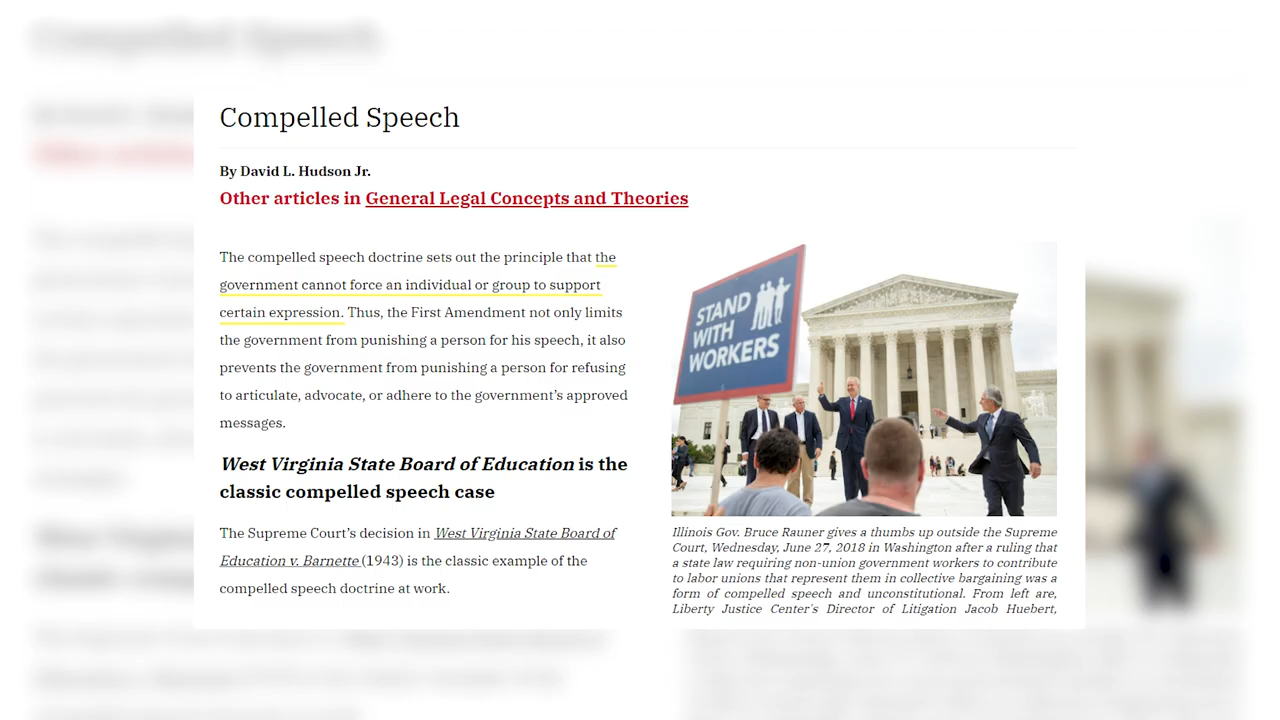 Compelled Speech
By David L. Hudson Jr.
Other articles in General Legal Concepts and Theories
The compelled speech doctrine sets out the principle that the
government cannot force an individual or group to support
certain expression. Thus, the First Amendment not only limits
the government from punishing a person for his speech, it also
prevents the government from punishing a person for refusing
to articulate, advocate, or adhere to the government's approved
messages.
West Virginia State Board of Education is the
classic compelled speech case
The Supreme Court's decision in West Virginia State Board of
Education v. Barnette (1943) is the classic example of the
compelled speech doctrine at work.
STAND
WITH
WORKERS
Illinois Gov. Bruce Rauner gives a thumbs up outside the Supreme
Court, Wednesday, June 27, 2018 in Washington after a ruling that
a state law requiring non-union government workers to contribute
to labor unions that represent them in collective bargaining was a
form of compelled speech and unconstitutional. From left are,
Liberty Justice Center's Director of Litigation Jacob Huebert,